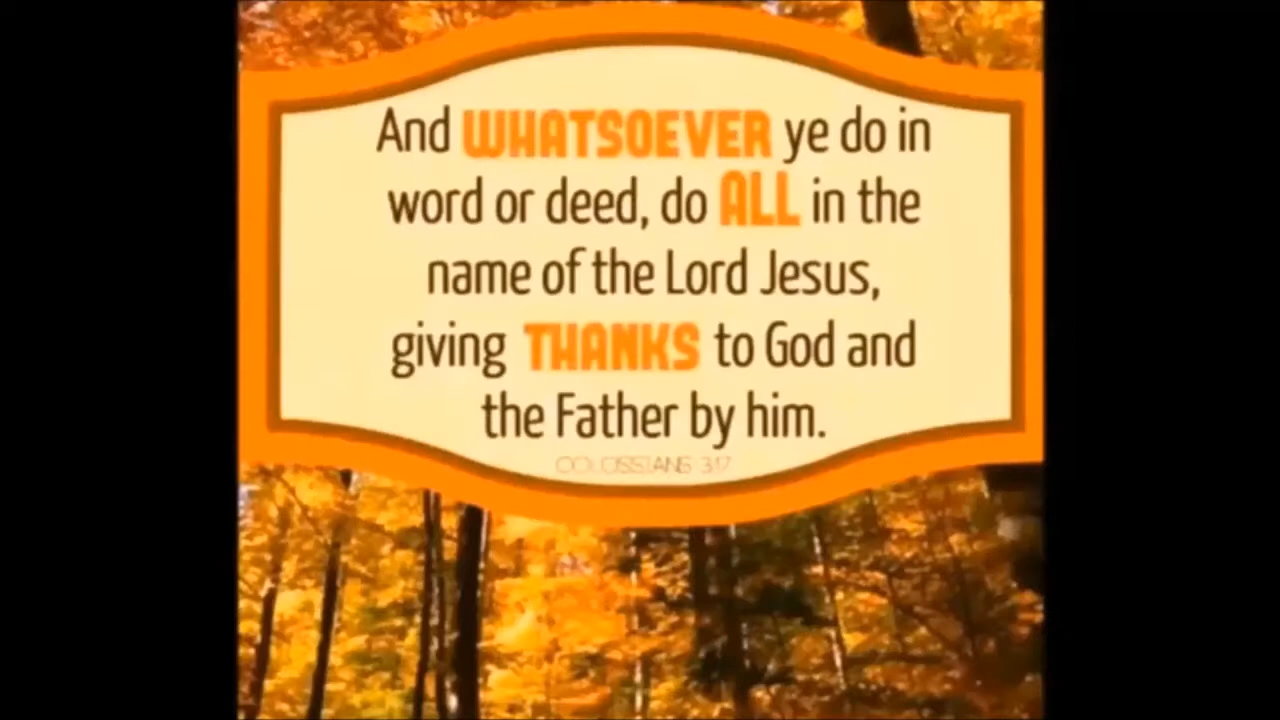 And WHATSOEVER ye do in
word or deed, do ALL in the
name of the Lord Jesus,
giving THANKS to God and
the Father by him.
COLOSSIANS 3:17